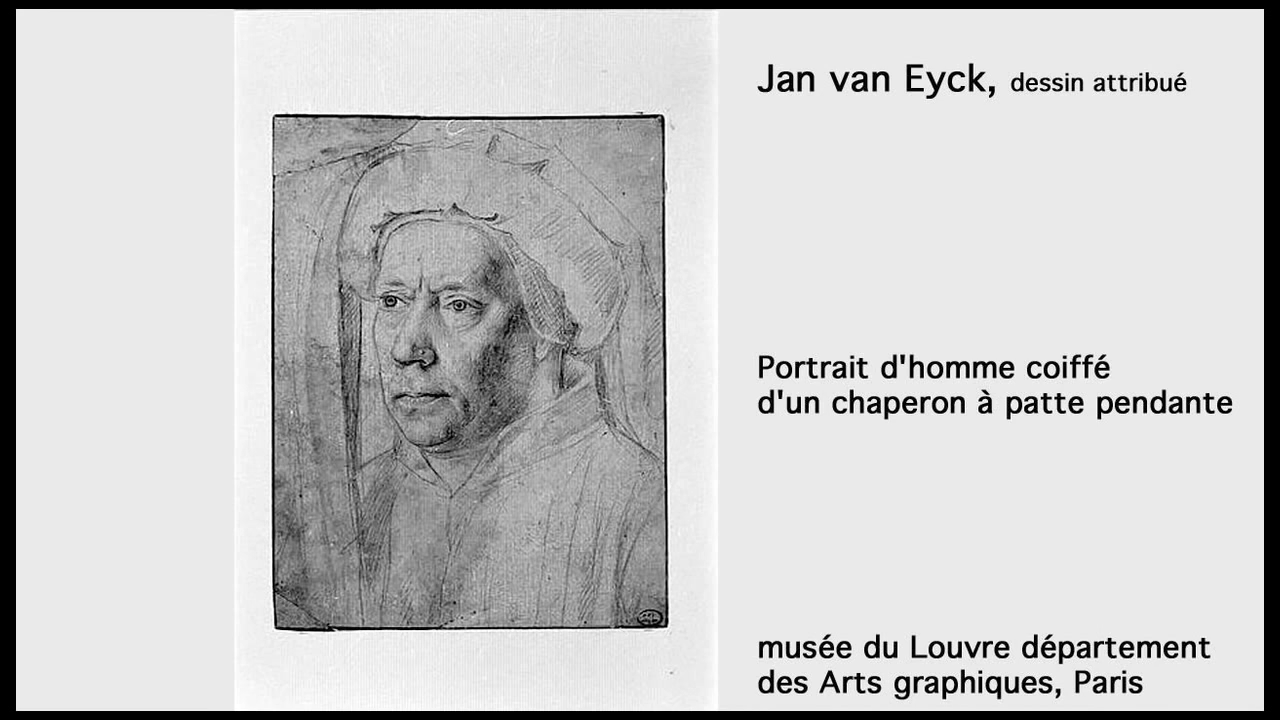 Jan van Eyck, dessin attribué
Portrait d'homme coiffé
d'un chaperon à patte pendante
musée du Louvre département
des Arts graphiques, Paris